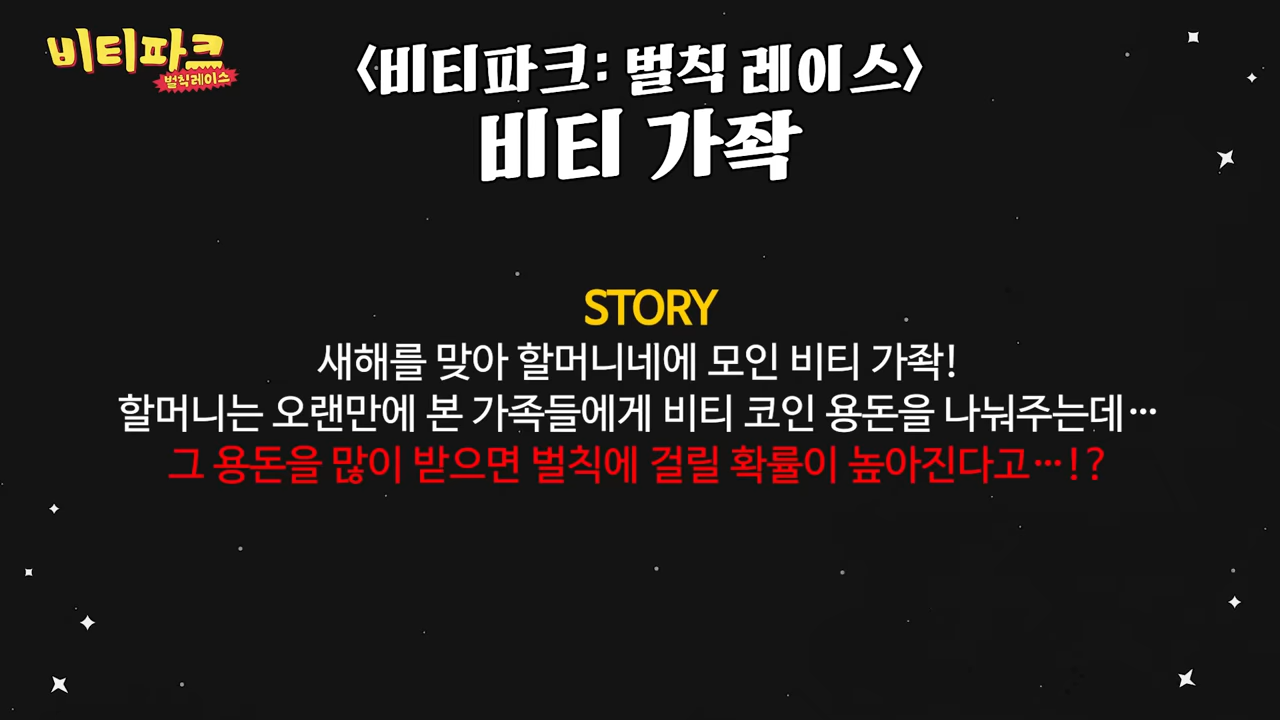 비티파크
벌칙레이스
<비티파크: 벌칙 레이스>
비티 가좍
STORY
새해를 맞아 할머니네에 모인 비티 가좍!
할머니는 오랜만에 본 가족들에게 비티 코인 용돈을 나눠주는데…
그 용돈을 많이 받으면 벌칙에 걸릴 확률이 높아진다고…!?